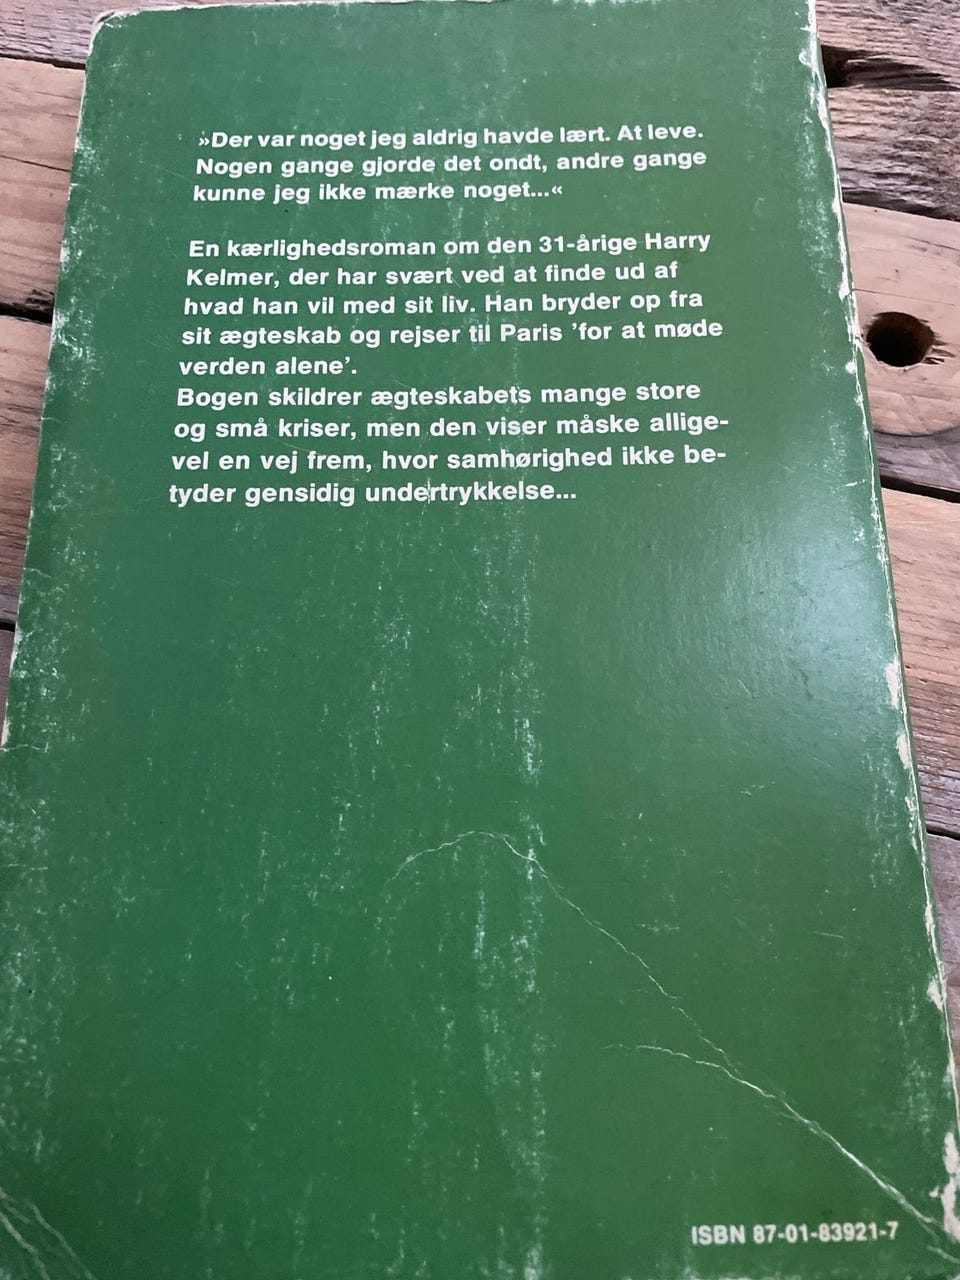 »Der var noget jeg aldrig havde lært. At leve.
Nogen gange gjorde det ondt, andre gange
kunne jeg ikke mærke noget...«
En kærlighedsroman om den 31-årige Harry
Kelmer, der har svært ved at finde ud af
hvad han vil med sit liv. Han bryder op fra
sit ægteskab og rejser til Paris 'for at møde
verden alene'.
Bogen skildrer ægteskabets mange store
og små kriser, men den viser måske allige-
vel en vej frem, hvor samhørighed ikke be-
tyder gensidig undertrykkelse...
ISBN 87-01-83921-7